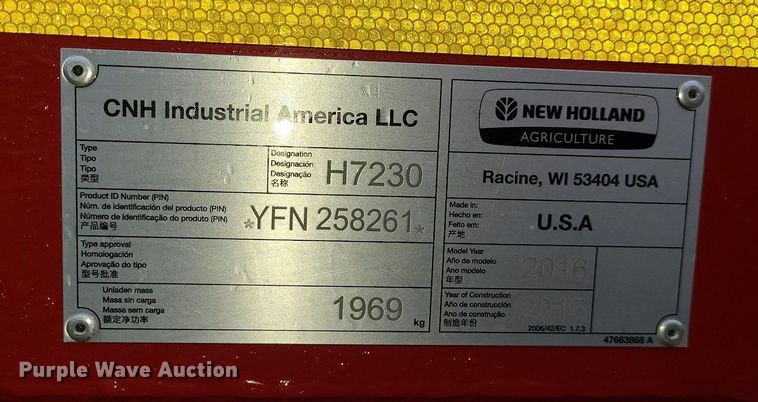 CNH Industrial America LLC
Type
Tipo
Tipo
类型
Designation
Designación
Designação
名称
H7230
Product ID Number (PIN)
Núm. de identificación del producto (PIN)
Número de identificação do produto (PIN)
产品编号
*YFN 258261*
Type approval
Homologación
Aprovação do tipo
型号批准
Unladen mass
Masa sin carga
Massa sem carga
额定净功率
1969 kg
NEW HOLLAND
AGRICULTURE
Racine, WI 53404 USA
Made in:
Hecho en:
Feito em:
产地
U.S.A
Model Year
Año de modelo
Ano modelo
年型
2016
Year of Construction
Año de construcción
Ano de construção
制造年份
2006/42/EC 1.7.3
47663868 A
Purple Wave Auction